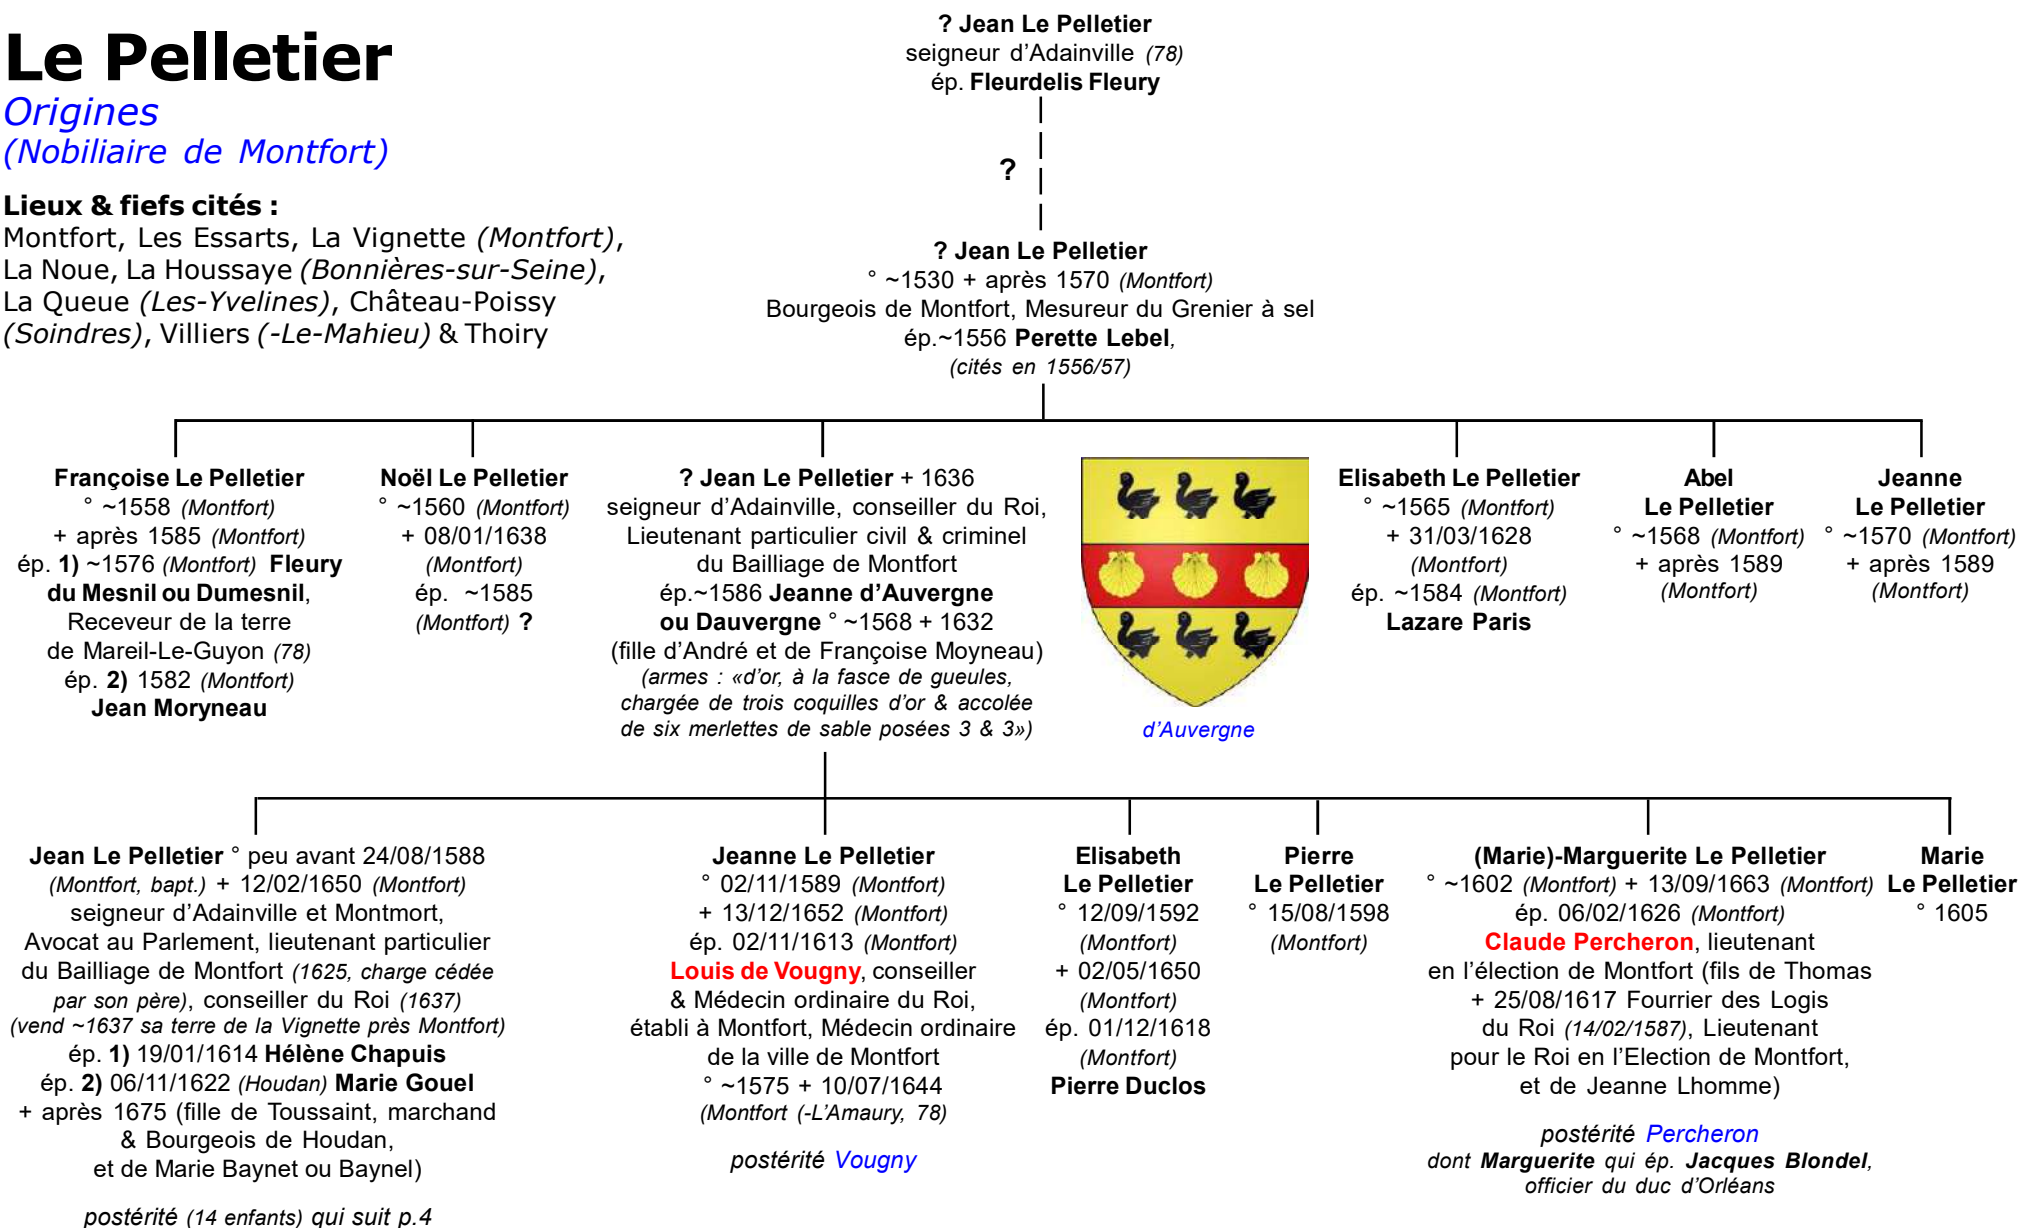 Le Pelletier
Origines
(Nobiliaire de Montfort)
Lieux & fiefs cités :
Montfort, Les Essarts, La Vignette (Montfort),
La Noue, La Houssaye (Bonnières-sur-Seine),
La Queue (Les-Yvelines), Château-Poissy
(Soindres), Villiers (-Le-Mahieu) & Thoiry
? Jean Le Pelletier
seigneur d'Adainville (78)
ép. Fleurdelis Fleury
?
? Jean Le Pelletier
° ~1530 + après 1570 (Montfort)
Bourgeois de Montfort, Mesureur du Grenier à sel
ép.~1556 Perette Lebel,
(cités en 1556/57)
Françoise Le Pelletier
° ~1558 (Montfort)
+ après 1585 (Montfort)
ép. 1) ~1576 (Montfort) Fleury
du Mesnil ou Dumesnil,
Receveur de la terre
de Mareil-Le-Guyon (78)
ép. 2) 1582 (Montfort)
Jean Moryneau
Noël Le Pelletier
° ~1560 (Montfort)
+ 08/01/1638
(Montfort)
ép. ~1585
(Montfort) ?
? Jean Le Pelletier + 1636
seigneur d'Adainville, conseiller du Roi,
Lieutenant particulier civil & criminel
du Bailliage de Montfort
ép.~1586 Jeanne d'Auvergne
ou Dauvergne ° ~1568 + 1632
(fille d'André et de Françoise Moyneau)
(armes : «d'or, à la fasce de gueules,
chargée de trois coquilles d'or & accolée
de six merlettes de sable posées 3 & 3»)
d'Auvergne
Elisabeth Le Pelletier
° ~1565 (Montfort)
+ 31/03/1628
(Montfort)
ép. ~1584 (Montfort)
Lazare Paris
Abel
Le Pelletier
° ~1568 (Montfort)
+ après 1589
(Montfort)
Jeanne
Le Pelletier
° ~1570 (Montfort)
+ après 1589
(Montfort)
Jean Le Pelletier ° peu avant 24/08/1588
(Montfort, bapt.) + 12/02/1650 (Montfort)
seigneur d'Adainville et Montmort,
Avocat au Parlement, lieutenant particulier
du Bailliage de Montfort (1625, charge cédée
par son père), conseiller du Roi (1637)
(vend ~1637 sa terre de la Vignette près Montfort)
ép. 1) 19/01/1614 Hélène Chapuis
ép. 2) 06/11/1622 (Houdan) Marie Gouel
+ après 1675 (fille de Toussaint, marchand
& Bourgeois de Houdan,
et de Marie Baynet ou Baynel)
postérité (14 enfants) qui suit p.4
Jeanne Le Pelletier
° 02/11/1589 (Montfort)
+ 13/12/1652 (Montfort)
ép. 02/11/1613 (Montfort)
Louis de Vougny, conseiller
& Médecin ordinaire du Roi,
établi à Montfort, Médecin ordinaire
de la ville de Montfort
° ~1575 + 10/07/1644
(Montfort (-L'Amaury, 78)
postérité Vougny
Elisabeth
Le Pelletier
° 12/09/1592
(Montfort)
+ 02/05/1650
(Montfort)
ép. 01/12/1618
(Montfort)
Pierre Duclos
Pierre
Le Pelletier
° 15/08/1598
(Montfort)
(Marie)-Marguerite Le Pelletier
° ~1602 (Montfort) + 13/09/1663 (Montfort)
ép. 06/02/1626 (Montfort)
Claude Percheron, lieutenant
en l'élection de Montfort (fils de Thomas
+ 25/08/1617 Fourrier des Logis
du Roi (14/02/1587), Lieutenant
pour le Roi en l'Election de Montfort,
et de Jeanne Lhomme)
postérité Percheron
dont Marguerite qui ép. Jacques Blondel,
officier du duc d'Orléans
Marie
Le Pelletier
° 1605